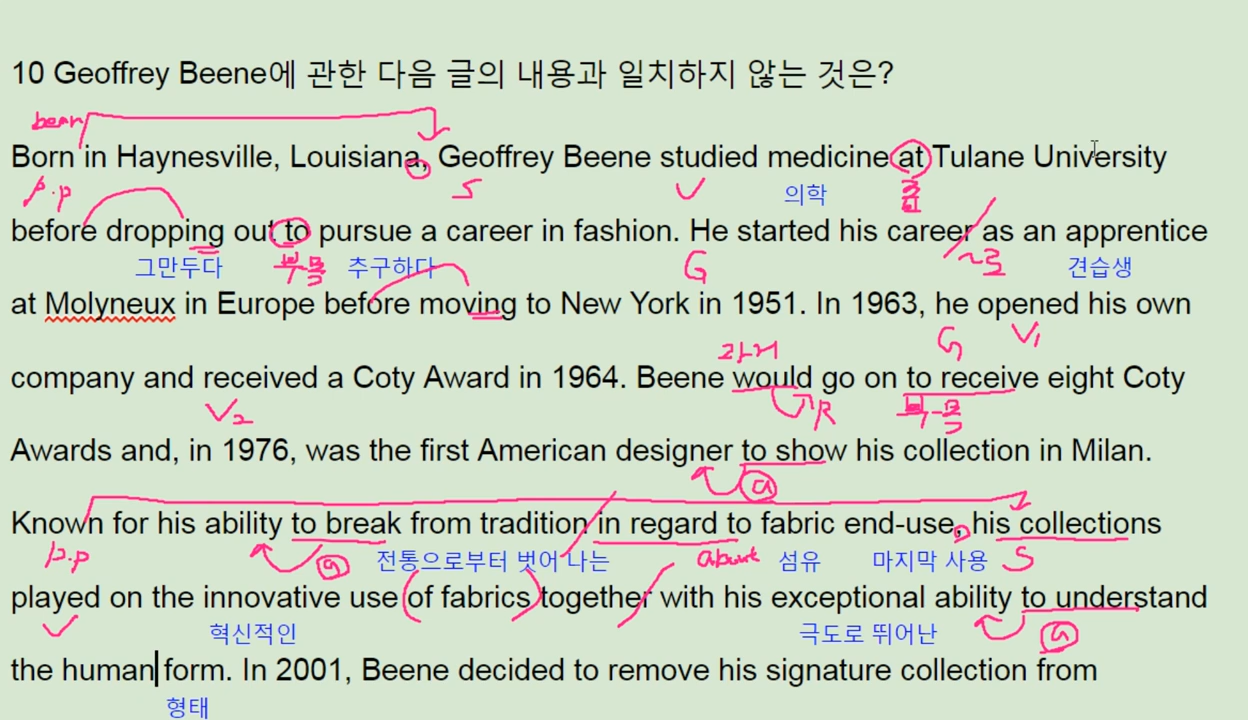 10 Geoffrey Beene에 관한 다음 글의 내용과 일치하지 않는 것은?
bear
Born in Haynesville, Louisiana, Geoffrey Beene studied medicine at Tulane University
p.p S V 의학
before dropping out to pursue a career in fashion. He started his career as an apprentice
그만두다 부-목 추구하다 G ~로 견습생
at Molyneux in Europe before moving to New York in 1951. In 1963, he opened his own
과거 G V1
company and received a Coty Award in 1964. Beene would go on to receive eight Coty
V2 R 부-목
Awards and, in 1976, was the first American designer to show his collection in Milan.
a
Known for his ability to break from tradition in regard to fabric end-use, his collections
p.p a 전통으로부터 벗어나는 about 섬유 마지막 사용 S
played on the innovative use of fabrics together with his exceptional ability to understand
혁신적인 극도로 뛰어난 a
the human form. In 2001, Beene decided to remove his signature collection from
형태